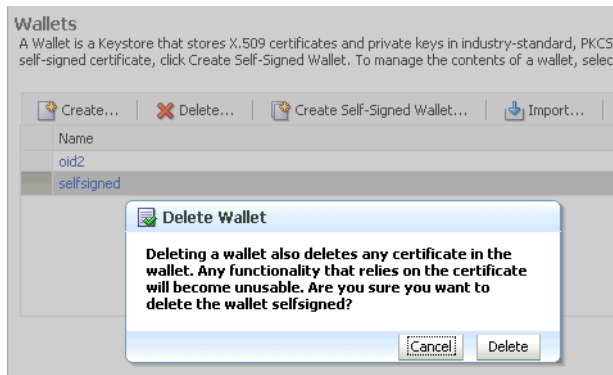 Wallets
A Wallet is a Keystore that stores X.509 certificates and private keys in industry-standard, PKCS
self-signed certificate, click Create Self-Signed Wallet. To manage the contents of a wallet, selec
Create... Delete... Create Self-Signed Wallet... Import...
Name
oid2
selfsigned
Delete Wallet
Deleting a wallet also deletes any certificate in the
wallet. Any functionality that relies on the certificate
will become unusable. Are you sure you want to
delete the wallet selfsigned?
Cancel Delete